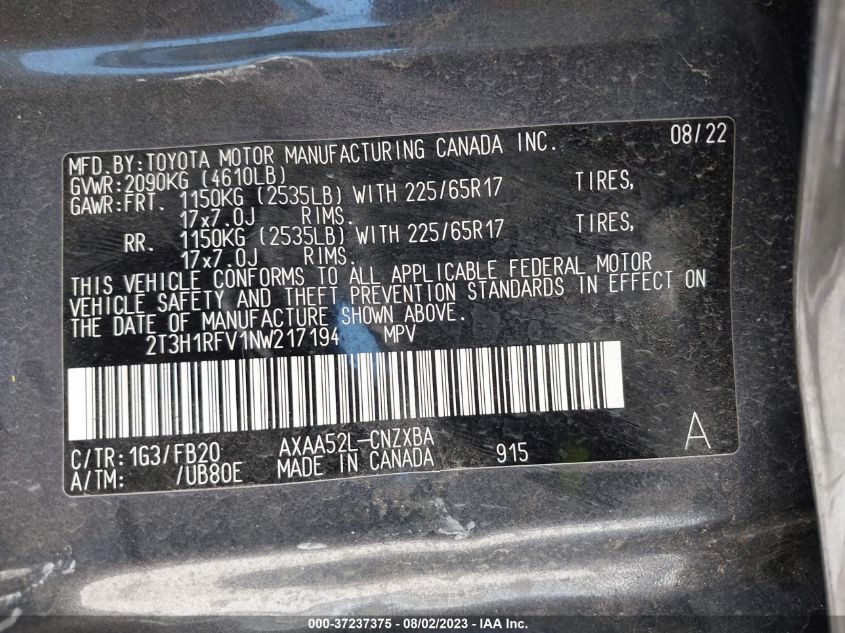 MFD.BY:TOYOTA MOTOR MANUFACTURING CANADA INC. 08/22
GVWR:2090KG (4610LB)
GAWR:FRT. 1150KG (2535LB) WITH 225/65R17 TIRES,
17x7.0J RIMS.
RR. 1150KG (2535LB) WITH 225/65R17 TIRES,
17x7.0J RIMS.
THIS VEHICLE CONFORMS TO ALL APPLICABLE FEDERAL MOTOR
VEHICLE SAFETY AND THEFT PREVENTION STANDARDS IN EFFECT ON
THE DATE OF MANUFACTURE SHOWN ABOVE.
2T3H1RFV1NW217194 MPV
C/TR:1G3/FB20 AXAA52L-CNZXBA A
A/TM: /UB80E MADE IN CANADA 915
000-37237375 - 08/02/2023 - IAA Inc.